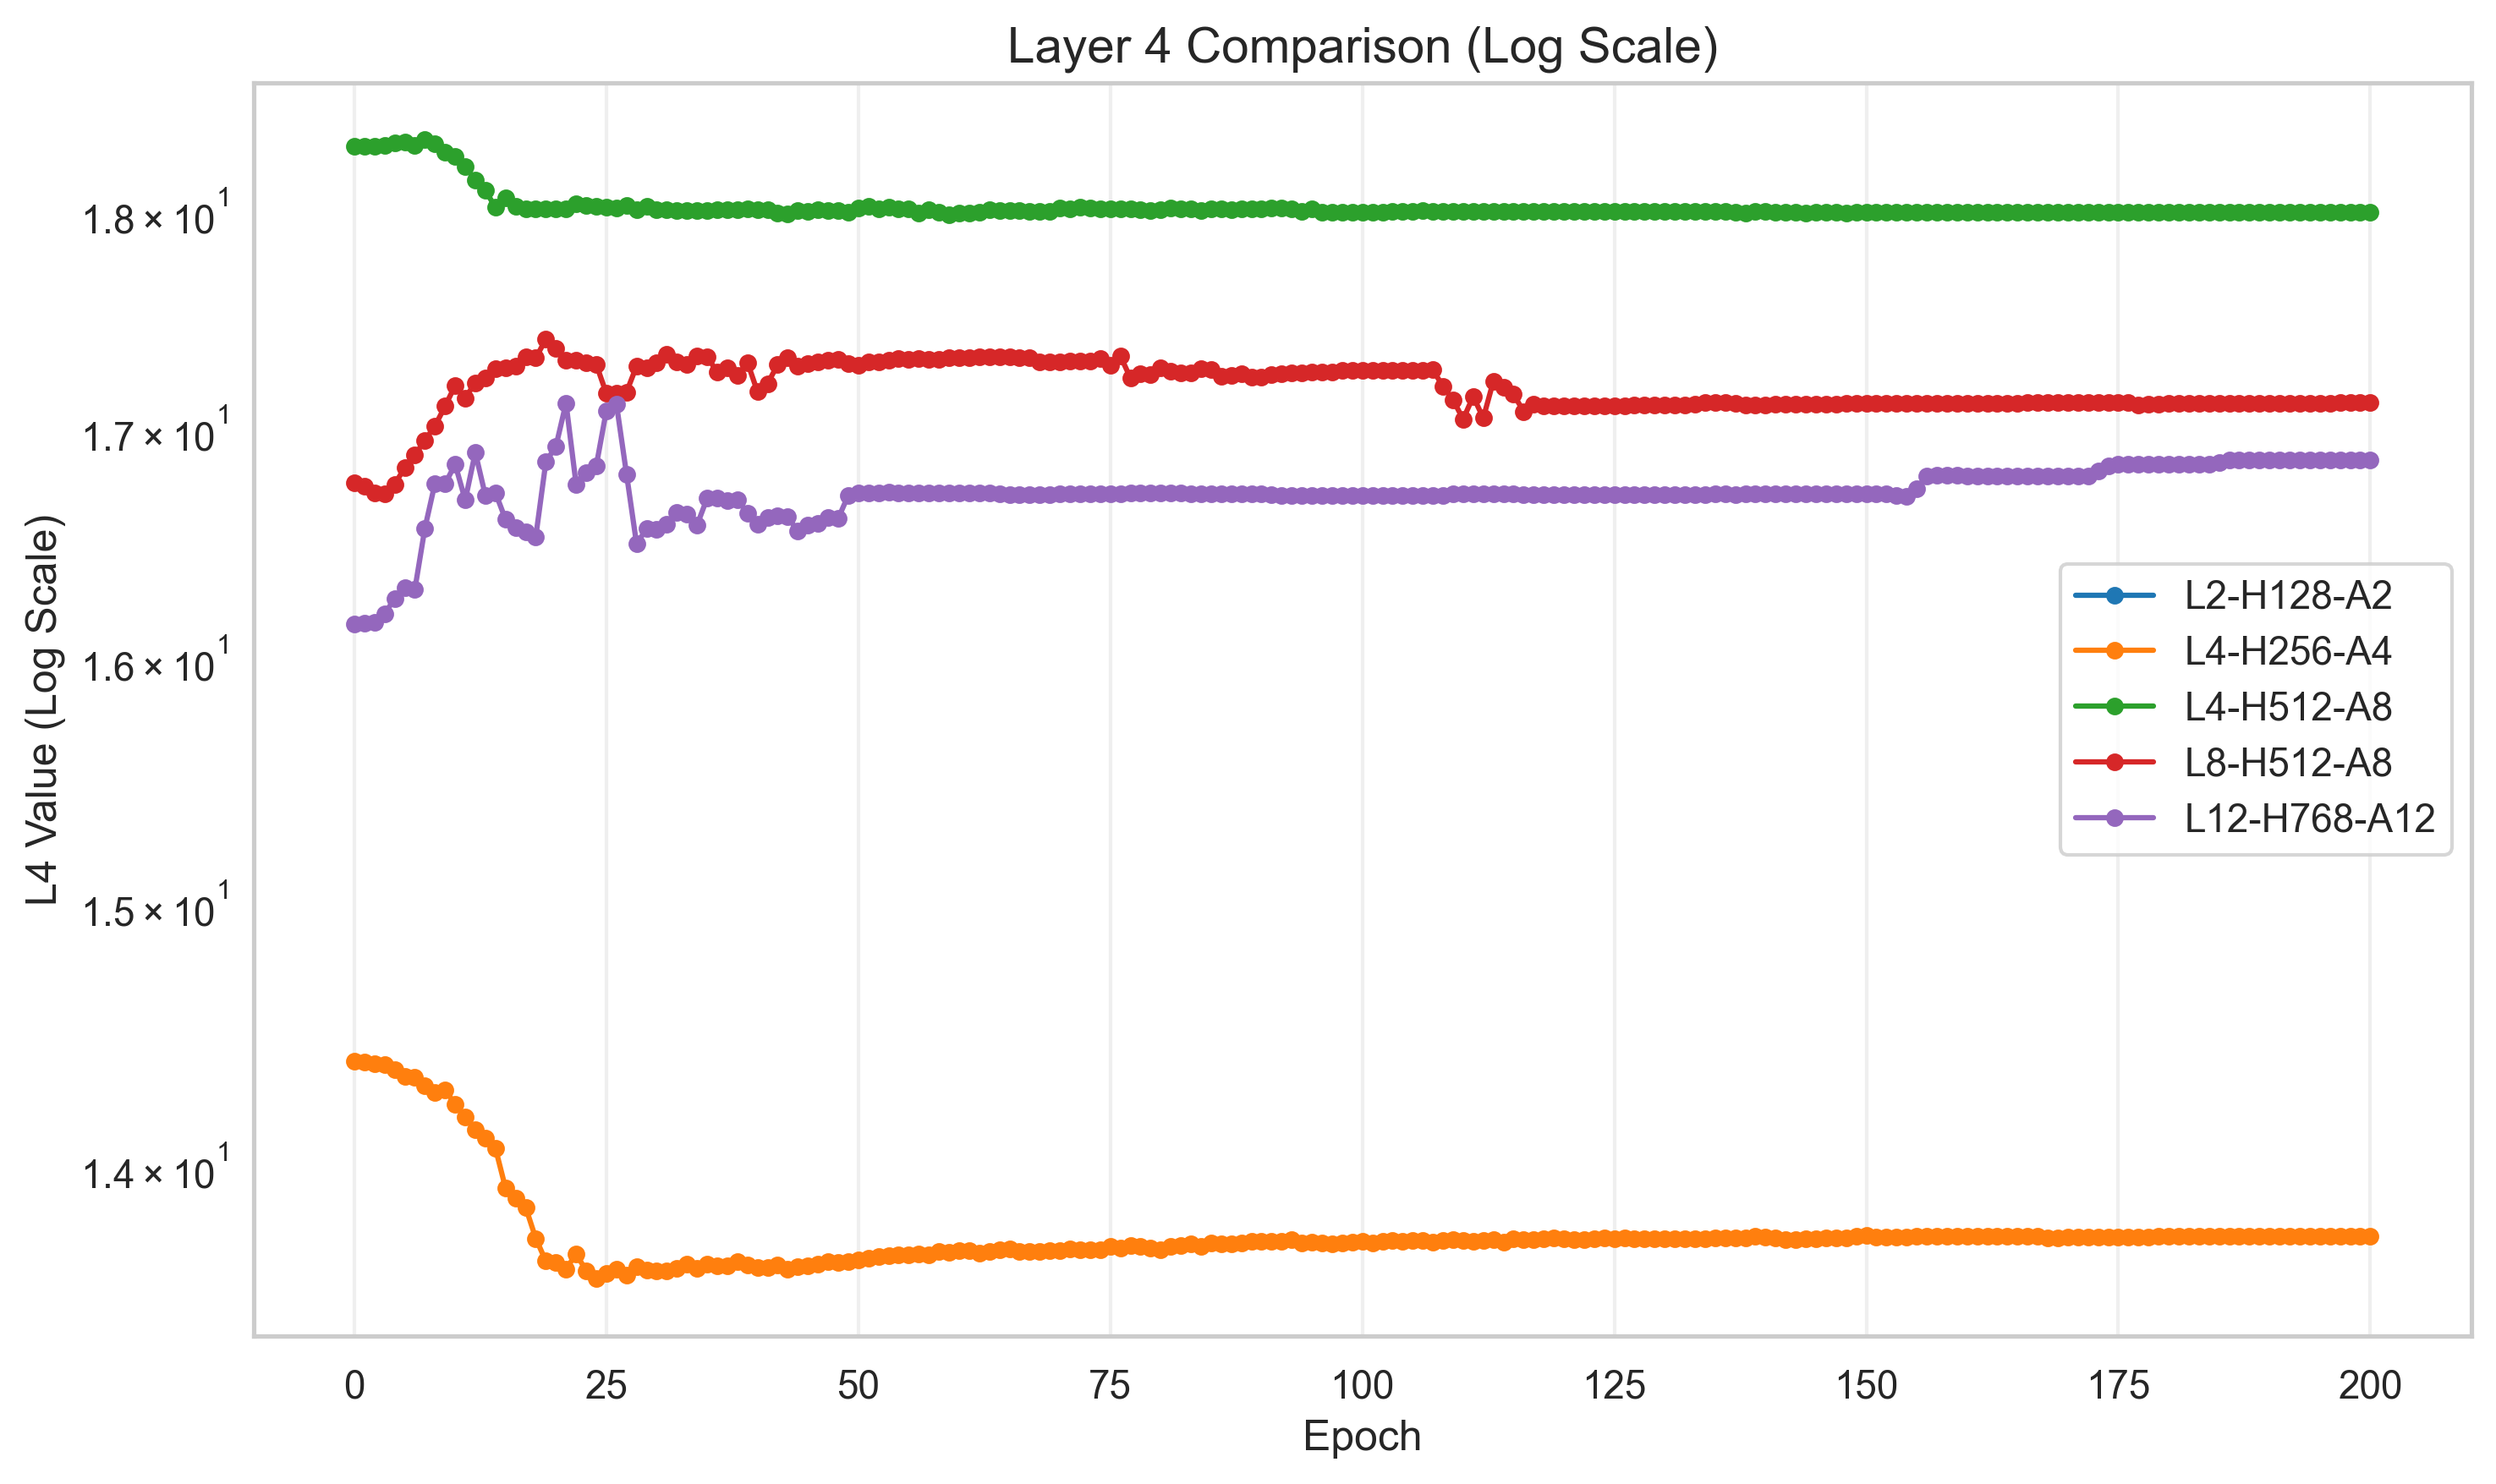 Layer 4 Comparison (Log Scale)
L4 Value (Log Scale)
1.8 × 10¹
1.7 × 10¹
1.6 × 10¹
1.5 × 10¹
1.4 × 10¹
L2-H128-A2
L4-H256-A4
L4-H512-A8
L8-H512-A8
L12-H768-A12
0 25 50 75 100 125 150 175 200
Epoch